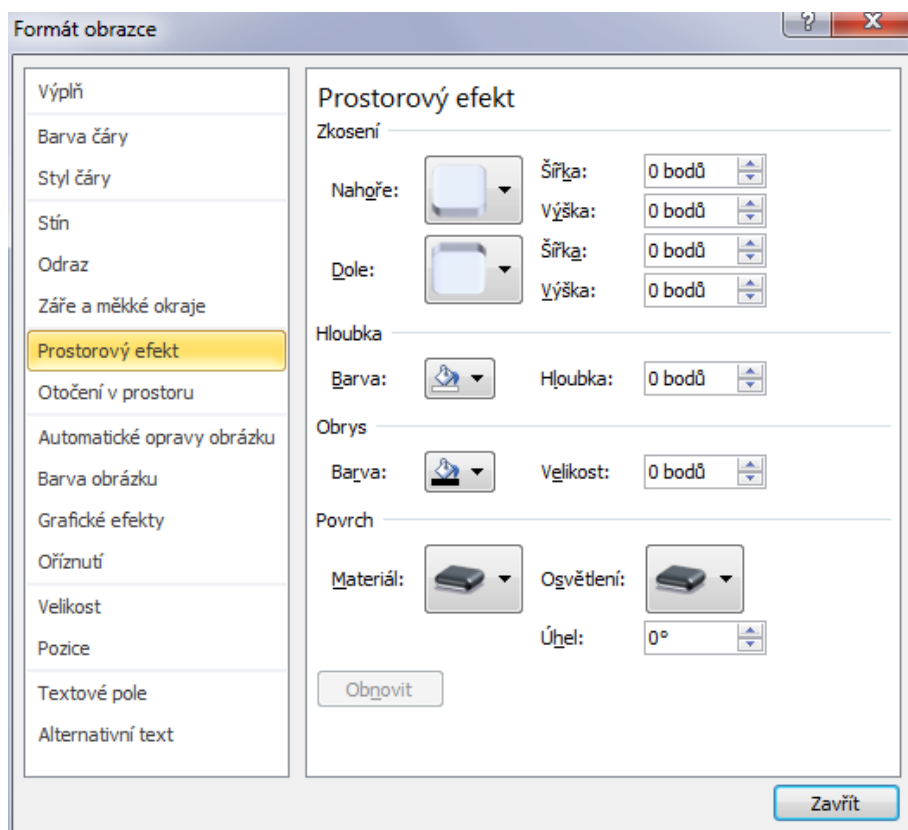 Formát obrazce
Výplň
Barva čáry
Styl čáry
Stín
Odraz
Záře a měkké okraje
Prostorový efekt
Otočení v prostoru
Automatické opravy obrázku
Barva obrázku
Grafické efekty
Oříznutí
Velikost
Pozice
Textové pole
Alternativní text
Prostorový efekt
Zkosení
Nahoře: Šířka: 0 bodů
Výška: 0 bodů
Dole: Šířka: 0 bodů
Výška: 0 bodů
Hloubka
Barva: Hloubka: 0 bodů
Obrys
Barva: Velikost: 0 bodů
Povrch
Materiál: Osvětlení:
Úhel: 0°
Obnovit
Zavřít